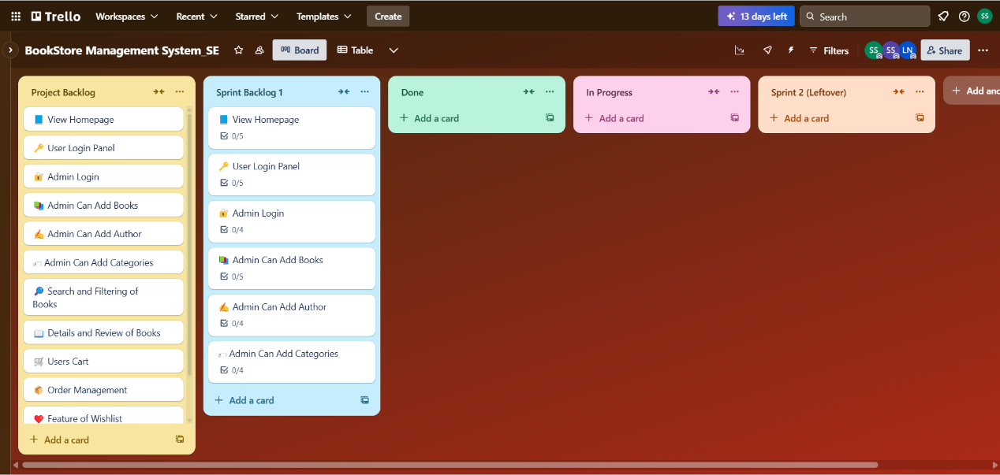 Trello
Workspaces
Recent
Starred
Templates
Create
13 days left
Search
SS
BookStore Management System_SE
Board
Table
Filters
SS
SS
LN
Share
Project Backlog
View Homepage
User Login Panel
Admin Login
Admin Can Add Books
Admin Can Add Author
Admin Can Add Categories
Search and Filtering of
Books
Details and Review of Books
Users Cart
Order Management
Feature of Wishlist
+ Add a card
Sprint Backlog 1
View Homepage
0/5
User Login Panel
0/5
Admin Login
0/4
Admin Can Add Books
0/5
Admin Can Add Author
0/4
Admin Can Add Categories
0/4
+ Add a card
Done
+ Add a card
In Progress
+ Add a card
Sprint 2 (Leftover)
+ Add a card
+ Add